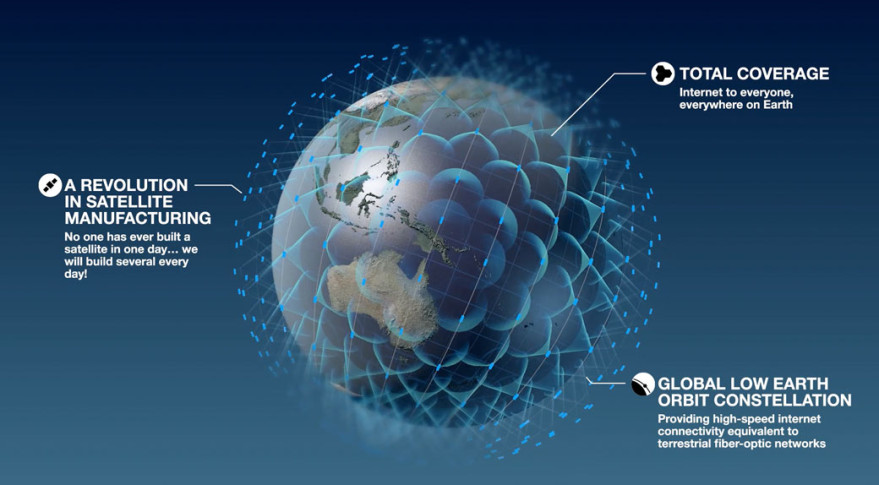 TOTAL COVERAGE
Internet to everyone,
everywhere on Earth
A REVOLUTION
IN SATELLITE
MANUFACTURING
No one has ever built a
satellite in one day... we
will build several every
day!
GLOBAL LOW EARTH
ORBIT CONSTELLATION
Providing high-speed internet
connectivity equivalent to
terrestrial fiber-optic networks